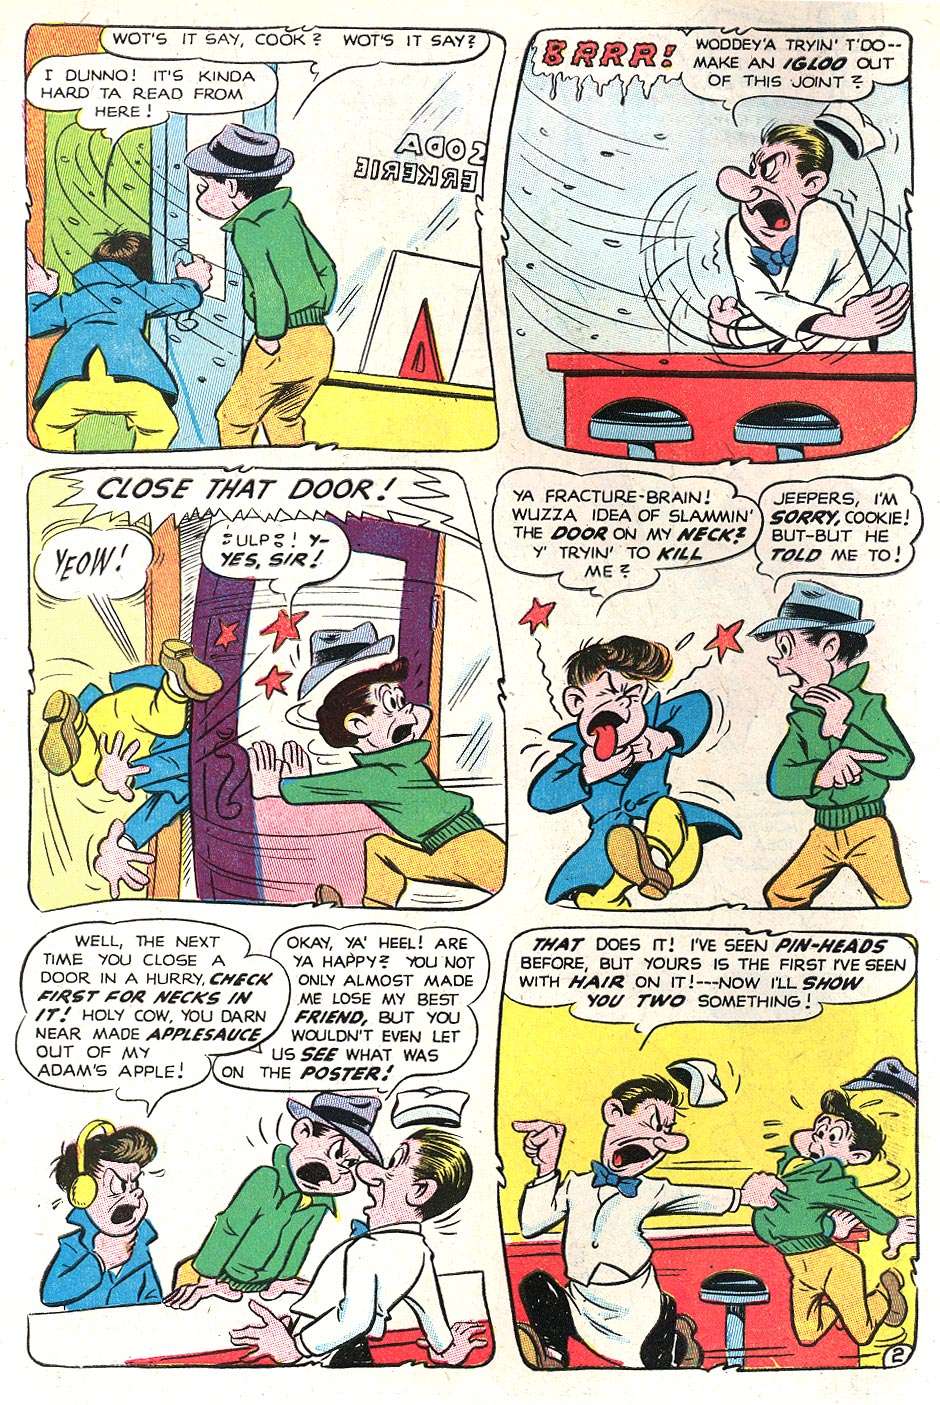 WOT'S IT SAY, COOK? WOT'S IT SAY?
I DUNNO! IT'S KINDA
HARD TA READ FROM
HERE!
SODA
JERKERIE
BRRR!
WODDEY'A TRYIN' T'DO--
MAKE AN IGLOO OUT
OF THIS JOINT?
CLOSE THAT DOOR!
YEOW!
:ULP:! Y-
YES, SIR!
YA FRACTURE-BRAIN!
WUZZA IDEA OF SLAMMIN'
THE DOOR ON MY NECK?
Y' TRYIN' TO KILL
ME?
JEEPERS, I'M
SORRY, COOKIE!
BUT-BUT HE
TOLD ME TO!
WELL, THE NEXT
TIME YOU CLOSE A
DOOR IN A HURRY, CHECK
FIRST FOR NECKS IN
IT! HOLY COW, YOU DARN
NEAR MADE APPLESAUCE
OUT OF MY
ADAM'S APPLE!
OKAY, YA' HEEL! ARE
YA HAPPY? YOU NOT
ONLY ALMOST MADE
ME LOSE MY BEST
FRIEND, BUT YOU
WOULDN'T EVEN LET
US SEE WHAT WAS
ON THE POSTER!
THAT DOES IT! I'VE SEEN PIN-HEADS
BEFORE, BUT YOURS IS THE FIRST I'VE SEEN
WITH HAIR ON IT!---NOW I'LL SHOW
YOU TWO SOMETHING!
2